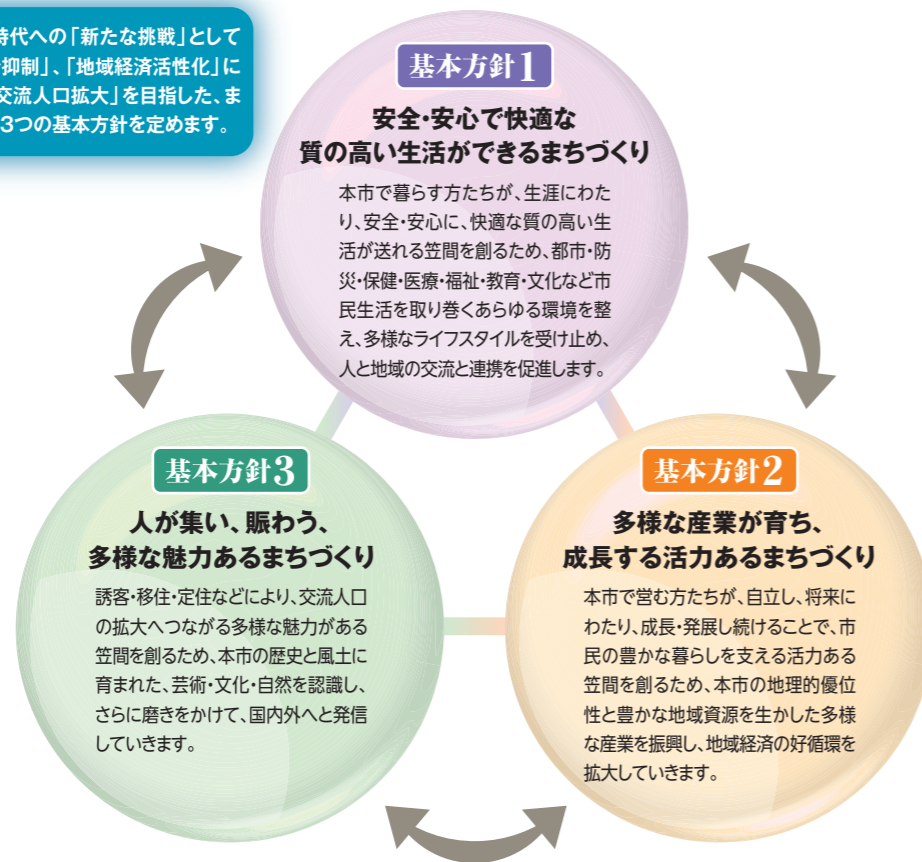 時代への「新たな挑戦」として
抑制」、「地域経済活性化」に
交流人口拡大」を目指した、ま
3つの基本方針を定めます。
基本方針1
安全・安心で快適な
質の高い生活ができるまちづくり
本市で暮らす方たちが、生涯にわた
り、安全・安心に、快適な質の高い生
活が送れる笠間を創るため、都市・防
災・保健・医療・福祉・教育・文化など市
民生活を取り巻くあらゆる環境を整
え、多様なライフスタイルを受け止め、
人と地域の交流と連携を促進します。
基本方針3
人が集い、賑わう、
多様な魅力あるまちづくり
誘客・移住・定住などにより、交流人口
の拡大へつながる多様な魅力がある
笠間を創るため、本市の歴史と風土に
育まれた、芸術・文化・自然を認識し、
さらに磨きをかけて、国内外へと発信
していきます。
基本方針2
多様な産業が育ち、
成長する活力あるまちづくり
本市で営む方たちが、自立し、将来に
わたり、成長・発展し続けることで、市
民の豊かな暮らしを支える活力ある
笠間を創るため、本市の地理的優位
性と豊かな地域資源を生かした多様
な産業を振興し、地域経済の好循環を
拡大していきます。